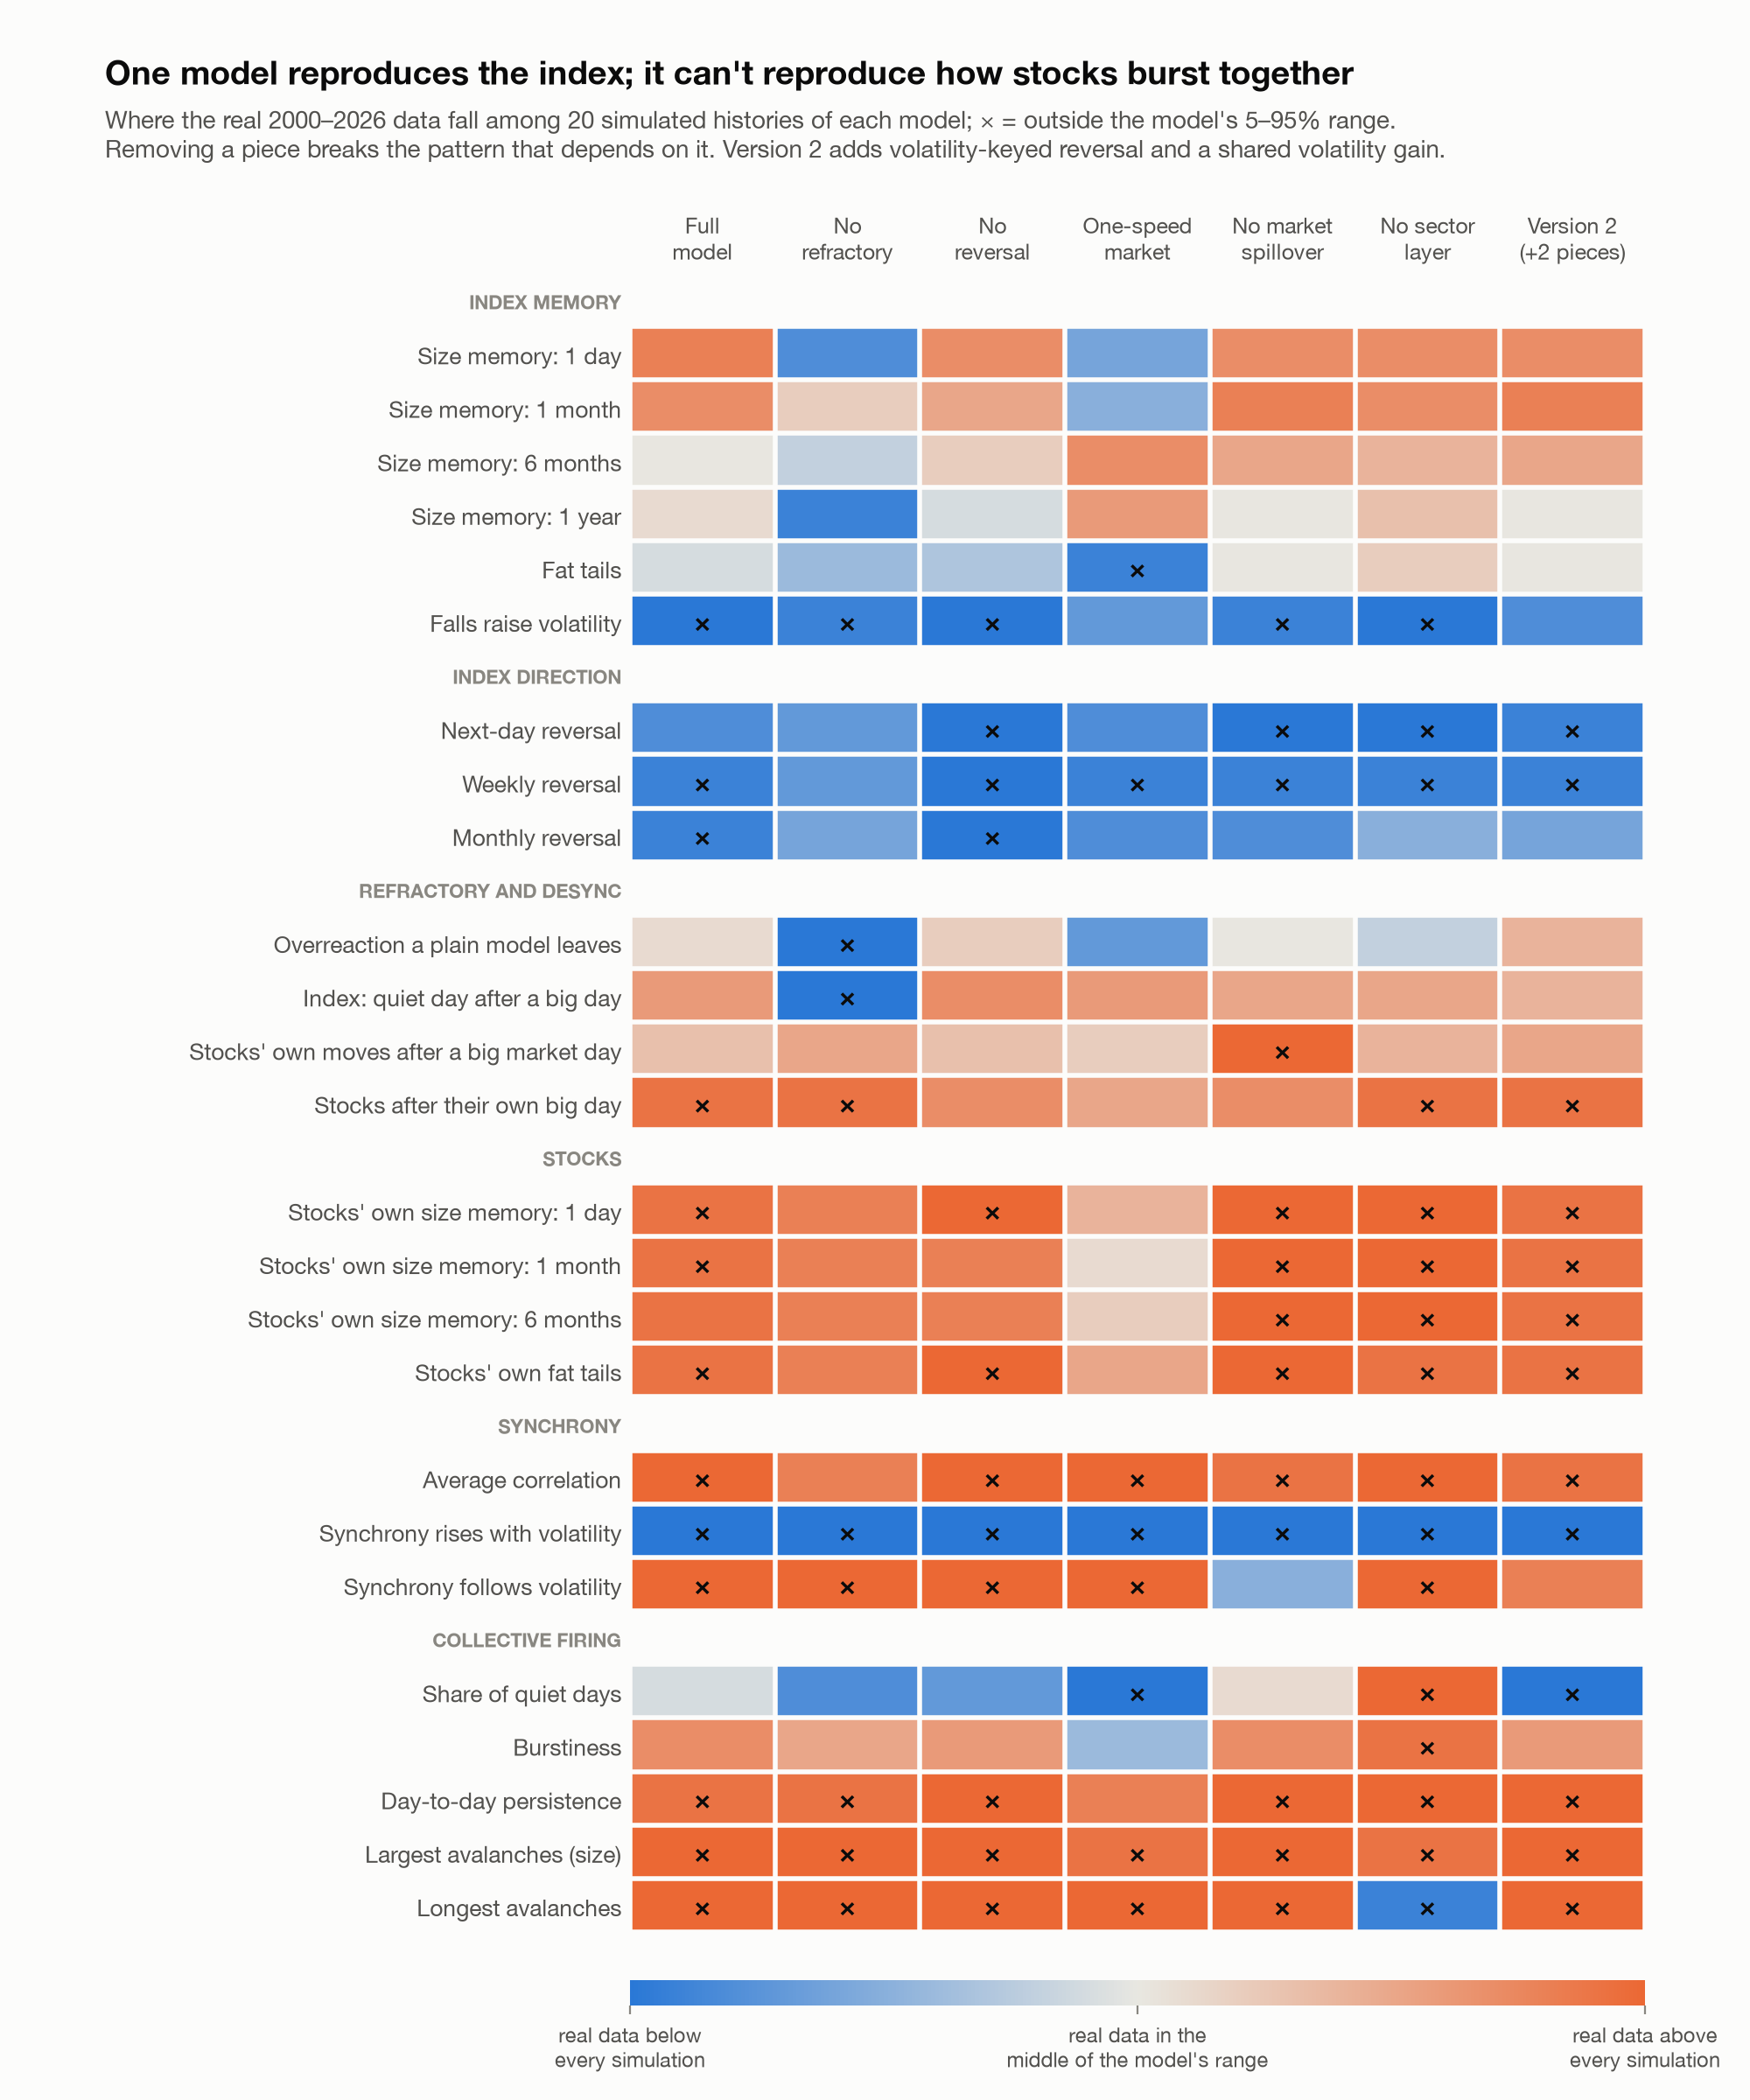 One model reproduces the index; it can't reproduce how stocks burst together
Where the real 2000–2026 data fall among 20 simulated histories of each model; × = outside the model's 5–95% range.
Removing a piece breaks the pattern that depends on it. Version 2 adds volatility-keyed reversal and a shared volatility gain.
Full model
No refractory
No reversal
One-speed market
No market spillover
No sector layer
Version 2 (+2 pieces)
INDEX MEMORY
Size memory: 1 day
Size memory: 1 month
Size memory: 6 months
Size memory: 1 year
Fat tails
×
Falls raise volatility
× × × × ×
INDEX DIRECTION
Next-day reversal
× × × ×
Weekly reversal
× × × × × ×
Monthly reversal
× ×
REFRACTORY AND DESYNC
Overreaction a plain model leaves
×
Index: quiet day after a big day
×
Stocks' own moves after a big market day
×
Stocks after their own big day
× × × ×
STOCKS
Stocks' own size memory: 1 day
× × × × ×
Stocks' own size memory: 1 month
× × × ×
Stocks' own size memory: 6 months
× × ×
Stocks' own fat tails
× × × × ×
SYNCHRONY
Average correlation
× × × × × ×
Synchrony rises with volatility
× × × × × × ×
Synchrony follows volatility
× × × × ×
COLLECTIVE FIRING
Share of quiet days
× × ×
Burstiness
×
Day-to-day persistence
× × × × × ×
Largest avalanches (size)
× × × × × × ×
Longest avalanches
× × × × × × ×
real data below
every simulation
real data in the
middle of the model's range
real data above
every simulation